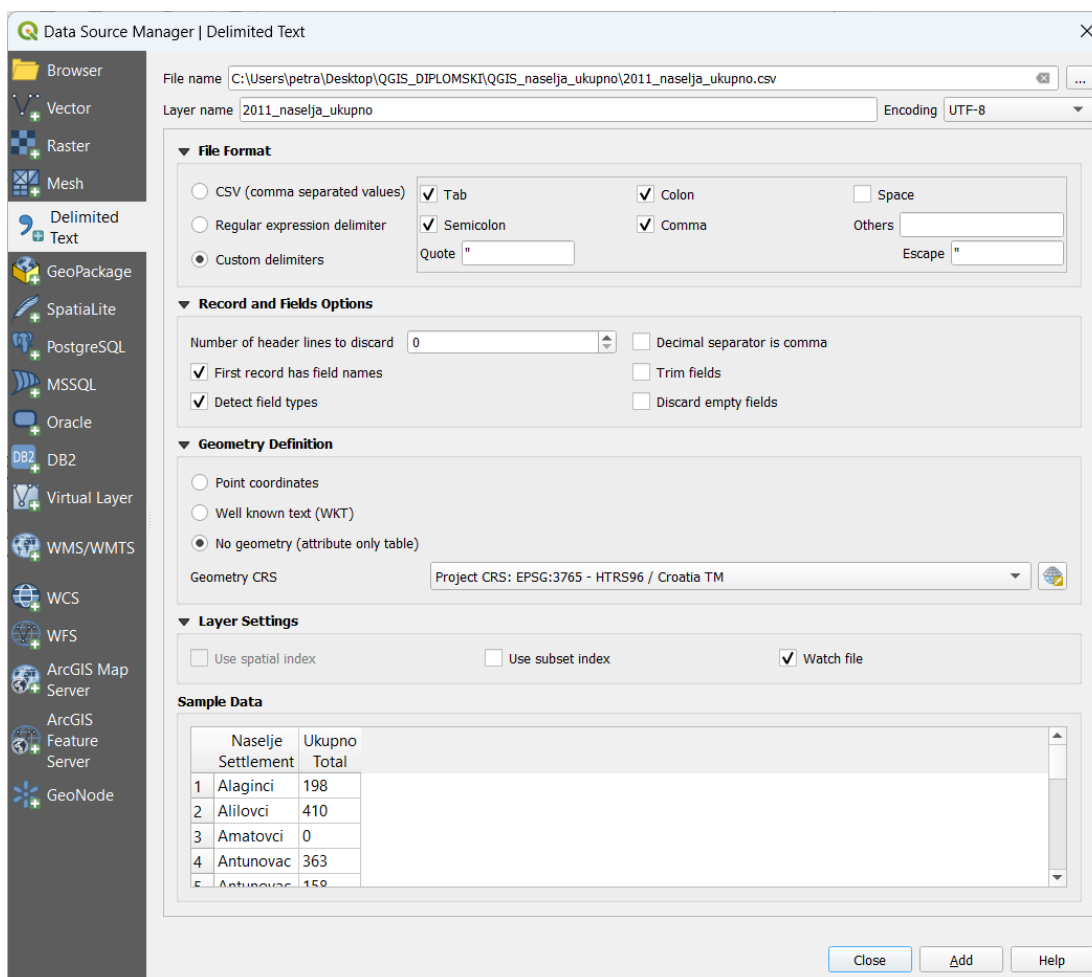 Data Source Manager | Delimited Text
Browser
Vector
Raster
Mesh
Delimited
Text
GeoPackage
SpatiaLite
PostgreSQL
MSSQL
Oracle
DB2
DB2
Virtual Layer
WMS/WMTS
WCS
WFS
ArcGIS Map
Server
ArcGIS
Feature
Server
GeoNode
File name C:\Users\petra\Desktop\QGIS_DIPLOMSKI\QGIS_naselja_ukupno\2011_naselja_ukupno.csv ...
Layer name 2011_naselja_ukupno Encoding UTF-8
File Format
CSV (comma separated values) Tab Colon Space
Regular expression delimiter Semicolon Comma Others
Custom delimiters Quote " Escape "
Record and Fields Options
Number of header lines to discard 0 Decimal separator is comma
First record has field names Trim fields
Detect field types Discard empty fields
Geometry Definition
Point coordinates
Well known text (WKT)
No geometry (attribute only table)
Geometry CRS Project CRS: EPSG:3765 - HTRS96 / Croatia TM
Layer Settings
Use spatial index Use subset index Watch file
Sample Data
Naselje Ukupno
Settlement Total
1 Alaginci 198
2 Alilovci 410
3 Amatovci 0
4 Antunovac 363
5 Antunovac 158
Close Add Help